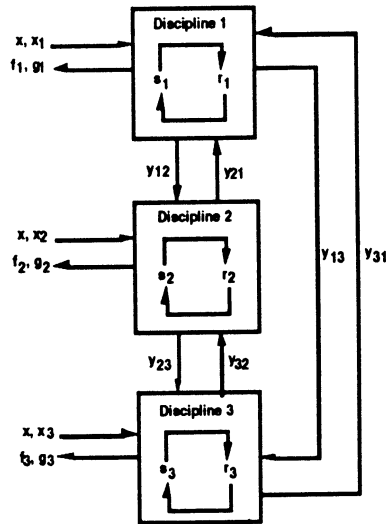 Discipline 1
x, x₁
f₁, g₁
s₁ r₁
y₁₂ y₂₁
Discipline 2
x, x₂
f₂, g₂
s₂ r₂
y₁₃ y₃₁
y₂₃ y₃₂
Discipline 3
x, x₃
f₃, g₃
s₃ r₃